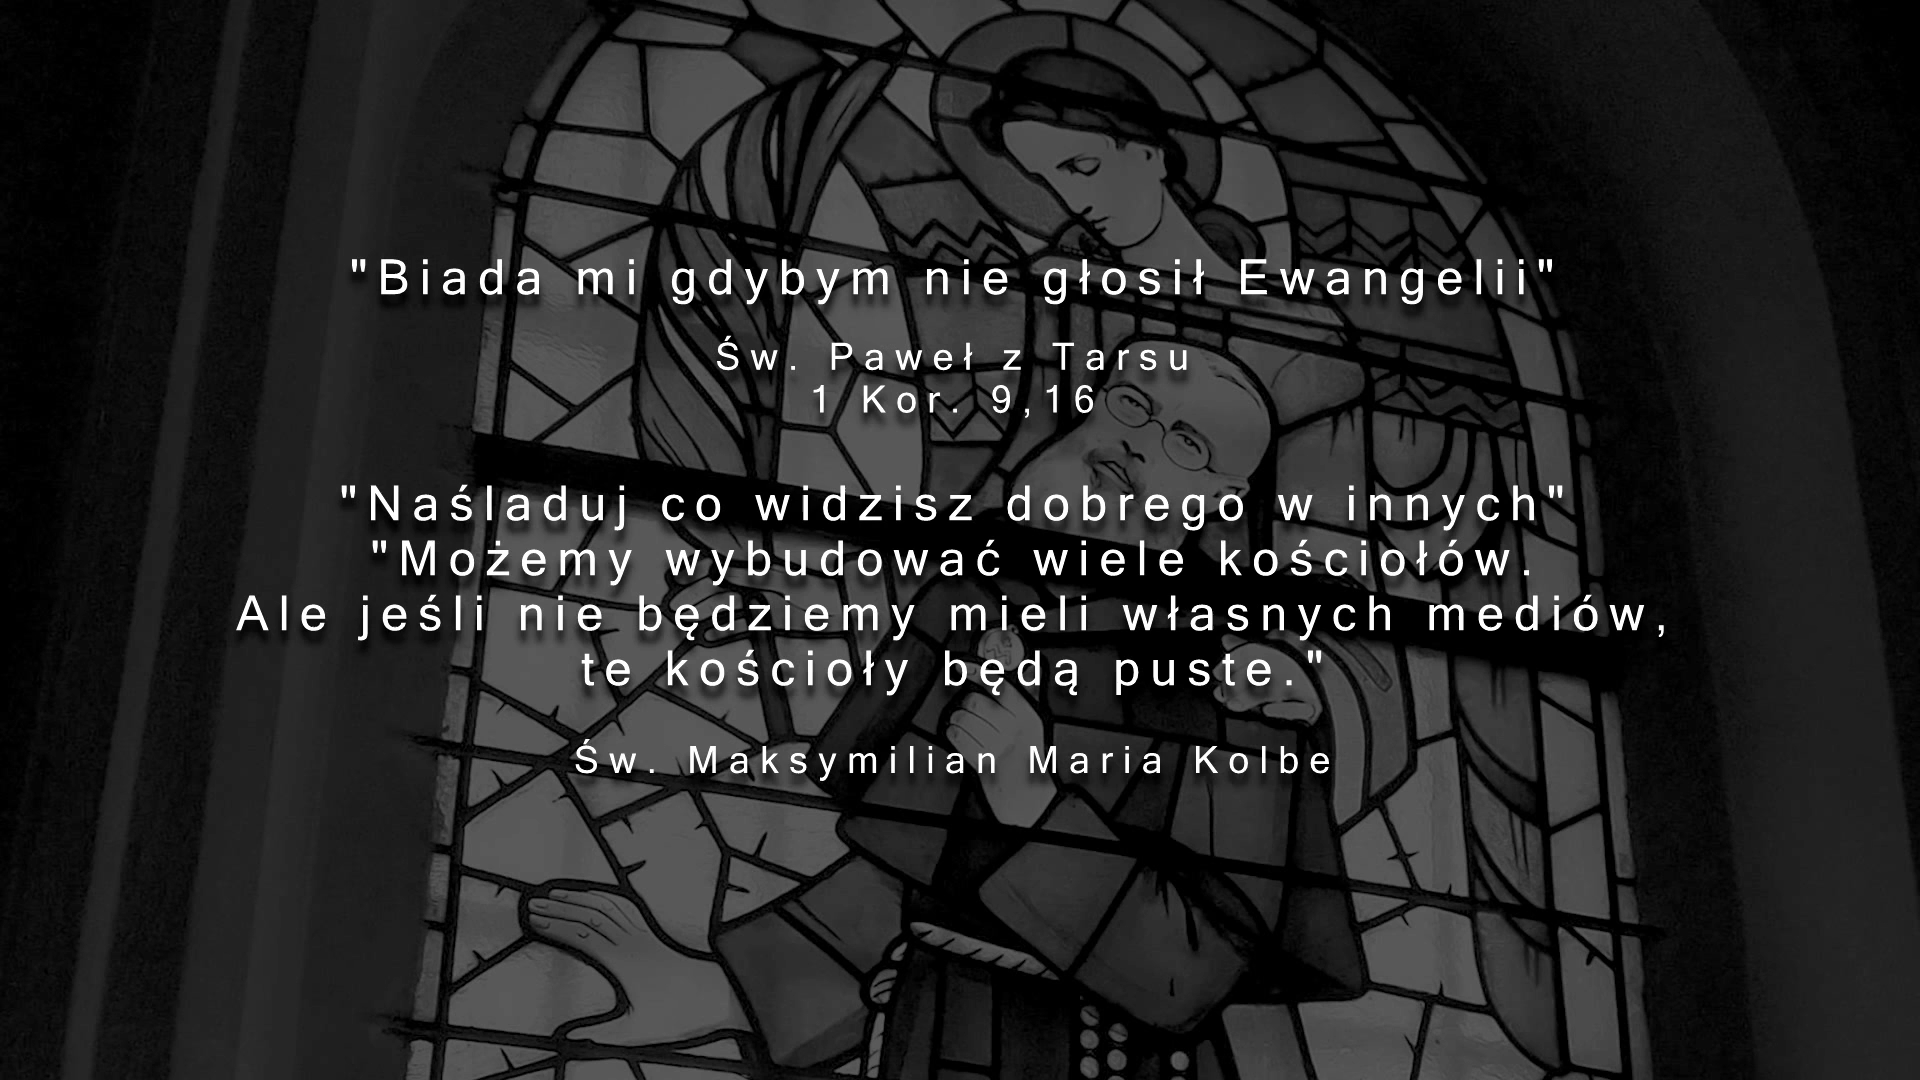 "Biada mi gdybym nie głosił Ewangelii"
Św. Paweł z Tarsu
1 Kor. 9,16
"Naśladuj co widzisz dobrego w innych"
"Możemy wybudować wiele kościołów.
Ale jeśli nie będziemy mieli własnych mediów,
te kościoły będą puste."
Św. Maksymilian Maria Kolbe